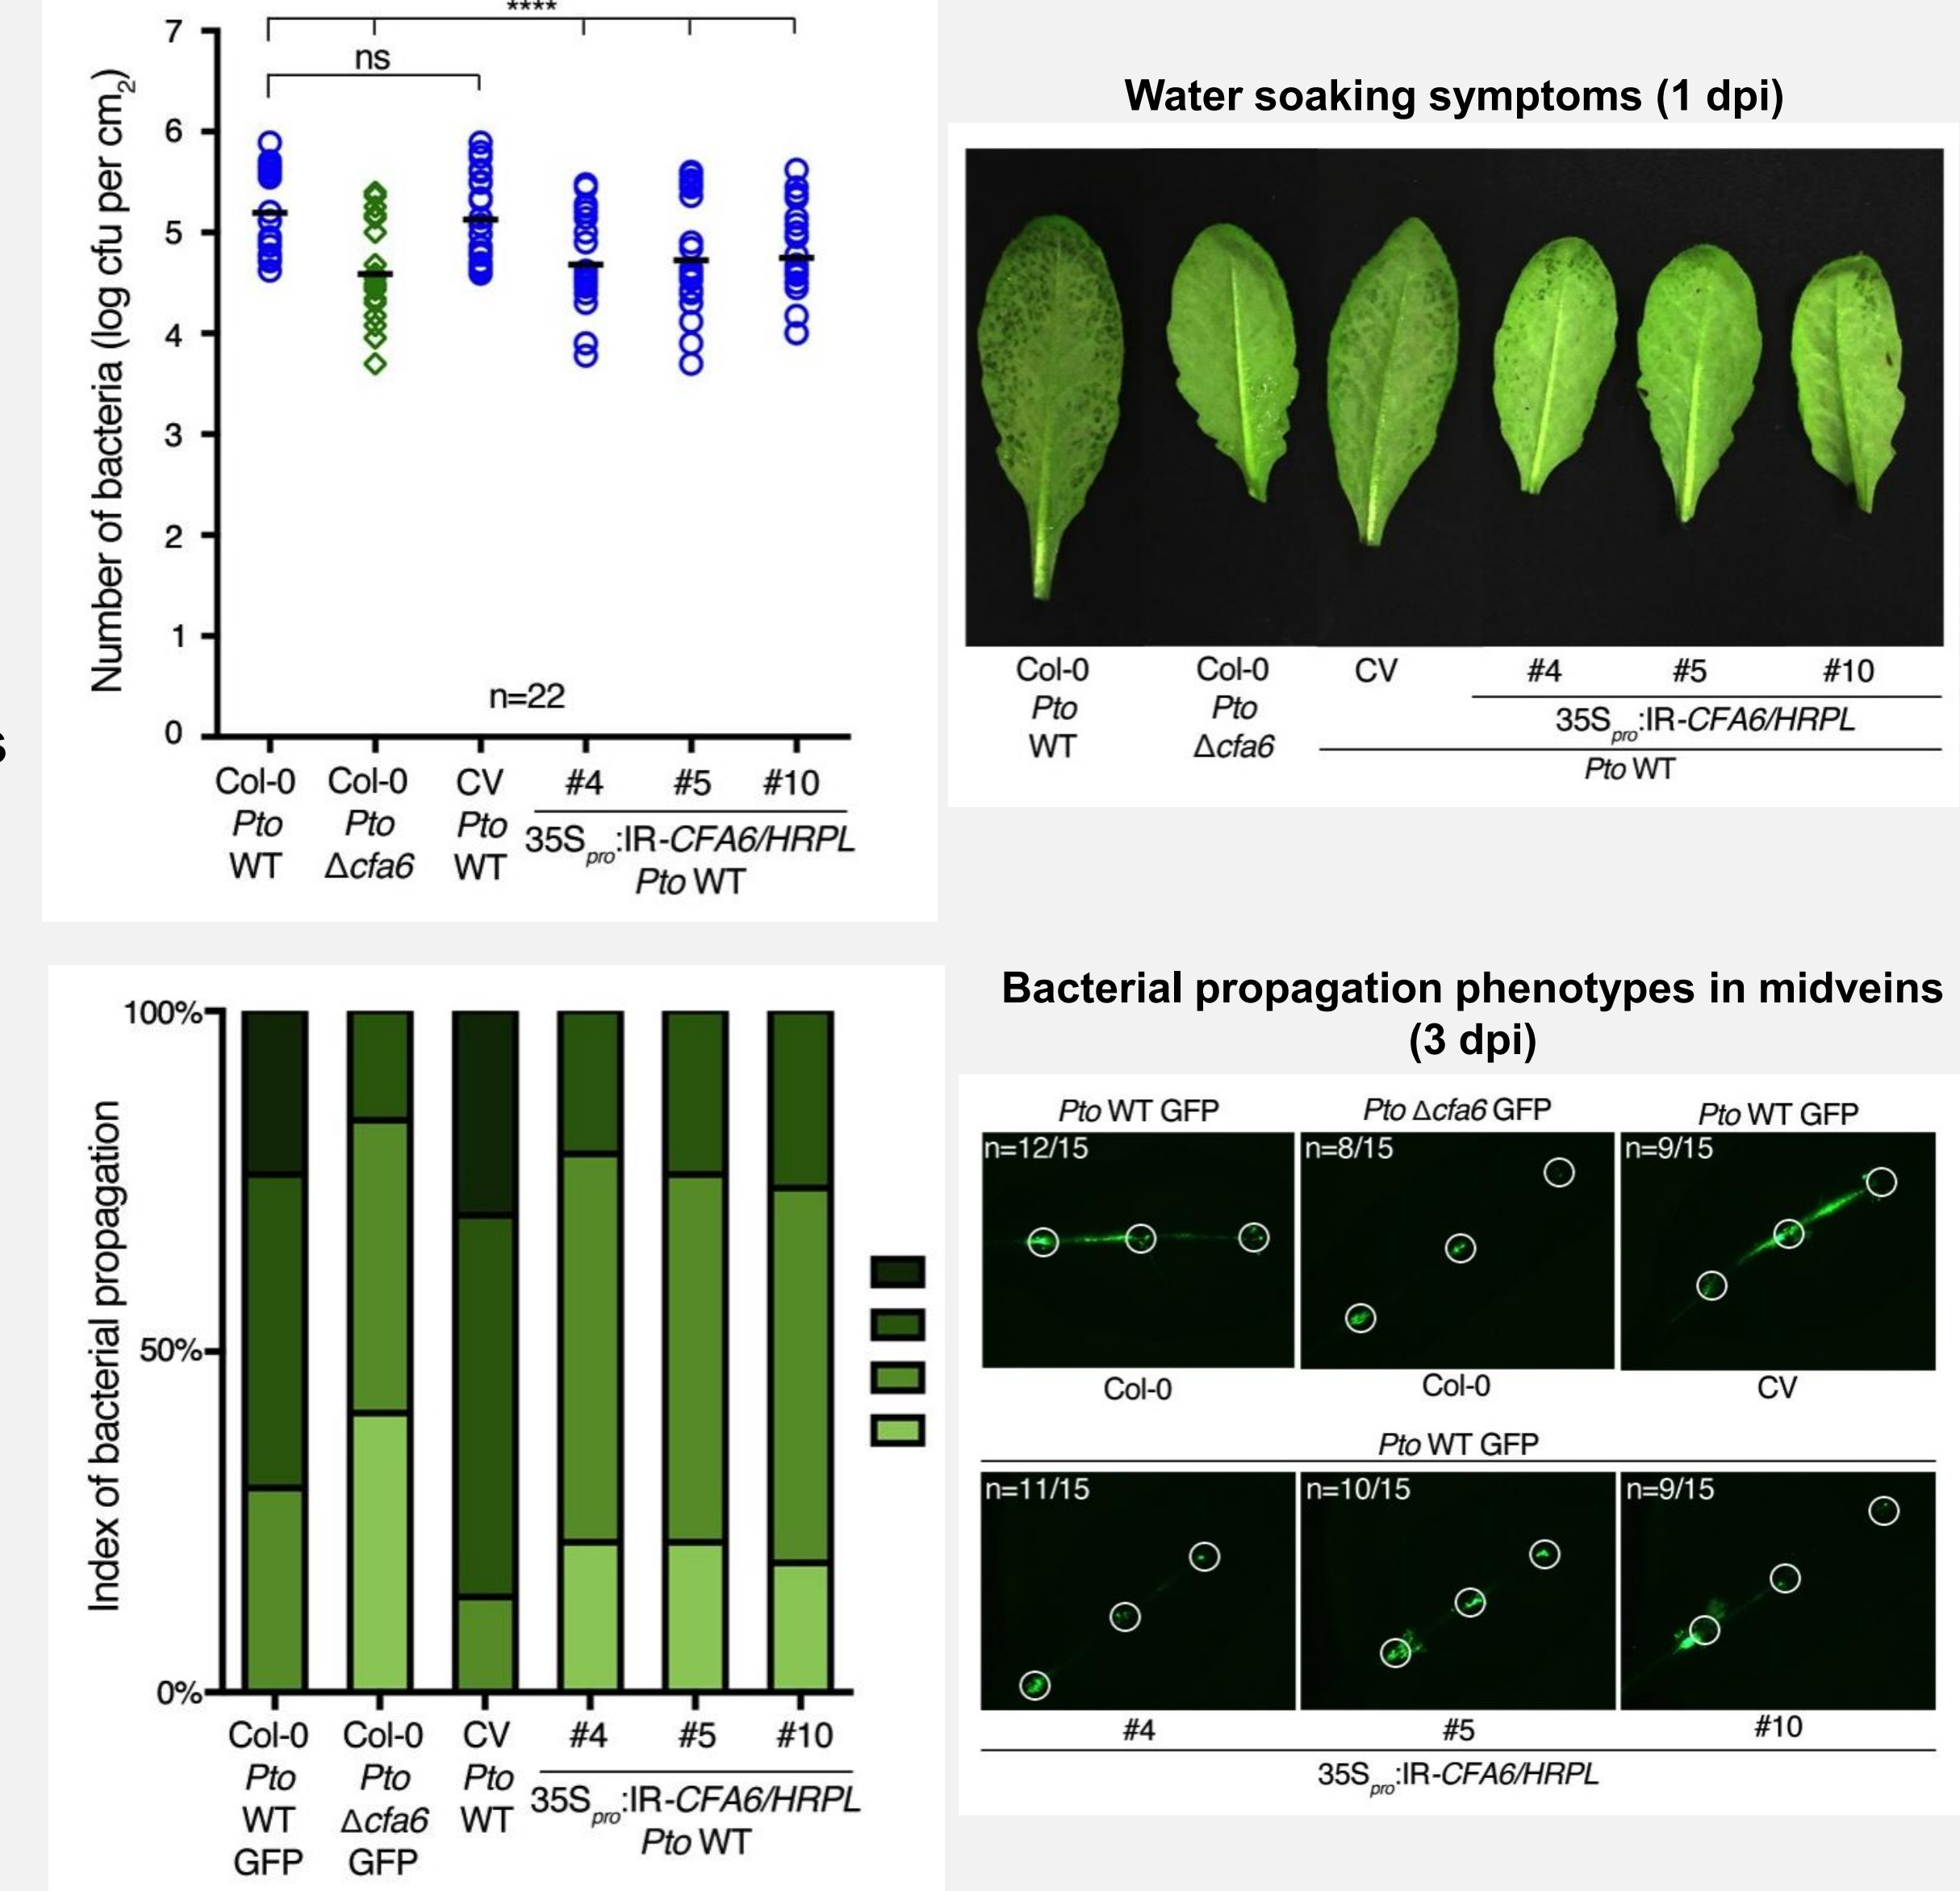 ****
7
ns
6
5
4
3
2
1
0
Number of bacteria (log cfu per cm2)
n=22
Col-0 Col-0 CV #4 #5 #10
Pto Pto Pto 35Spro:IR-CFA6/HRPL
WT Δcfa6 WT Pto WT
s
Water soaking symptoms (1 dpi)
Col-0 Col-0 CV #4 #5 #10
Pto Pto 35Spro:IR-CFA6/HRPL
WT Δcfa6
Pto WT
100%
50%
0%
Index of bacterial propagation
Col-0 Col-0 CV #4 #5 #10
Pto Pto Pto 35Spro:IR-CFA6/HRPL
WT Δcfa6 WT Pto WT
GFP GFP
Bacterial propagation phenotypes in midveins
(3 dpi)
Pto WT GFP Pto Δcfa6 GFP Pto WT GFP
n=12/15 n=8/15 n=9/15
Col-0 Col-0 CV
Pto WT GFP
n=11/15 n=10/15 n=9/15
#4 #5 #10
35Spro:IR-CFA6/HRPL